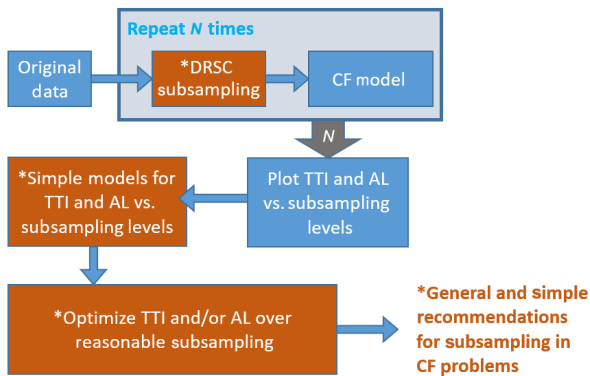 Repeat N times
Original
data
*DRSC
subsampling
CF model
N
*Simple models for
TTI and AL vs.
subsampling levels
Plot TTI and AL
vs. subsampling
levels
*Optimize TTI and/or AL over
reasonable subsampling
*General and simple
recommendations
for subsampling in
CF problems